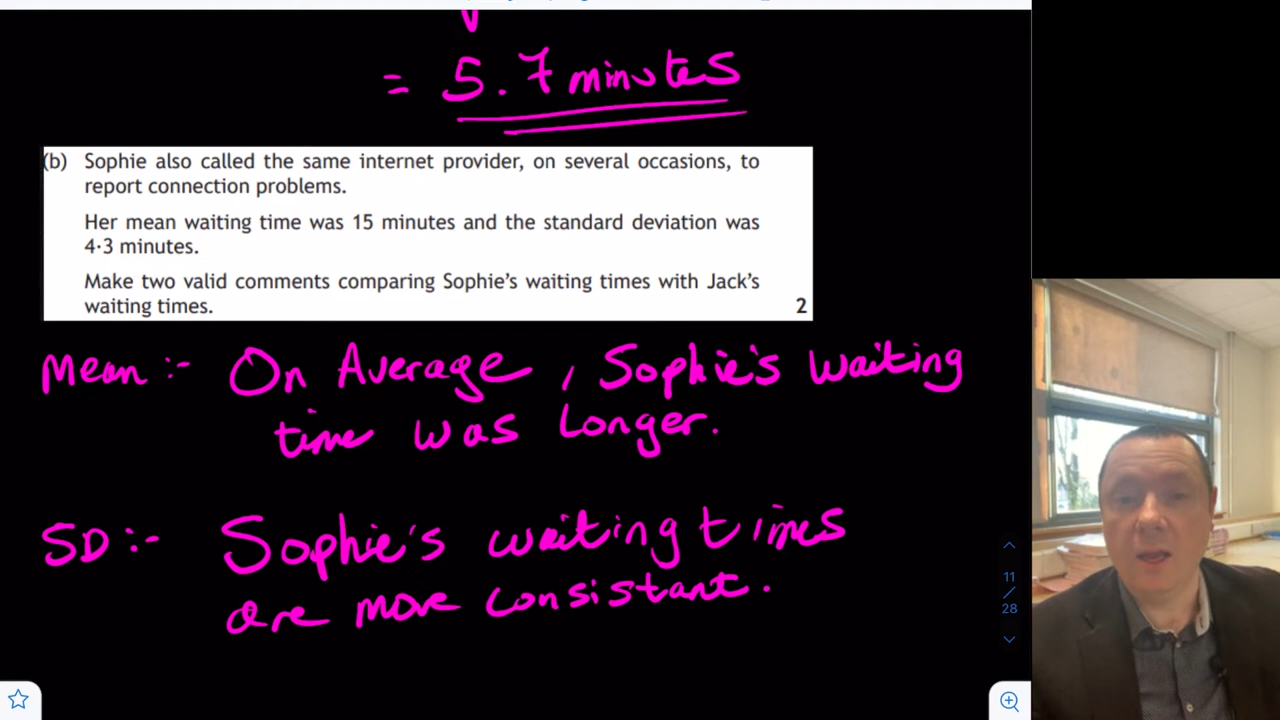 = 5.7 minutes
(b) Sophie also called the same internet provider, on several occasions, to
report connection problems.
Her mean waiting time was 15 minutes and the standard deviation was
4·3 minutes.
Make two valid comments comparing Sophie's waiting times with Jack's
waiting times.
2
Mean :- On Average, Sophie's waiting
time was Longer.
SD :- Sophie's waiting times
are more consistant.
11
/
28